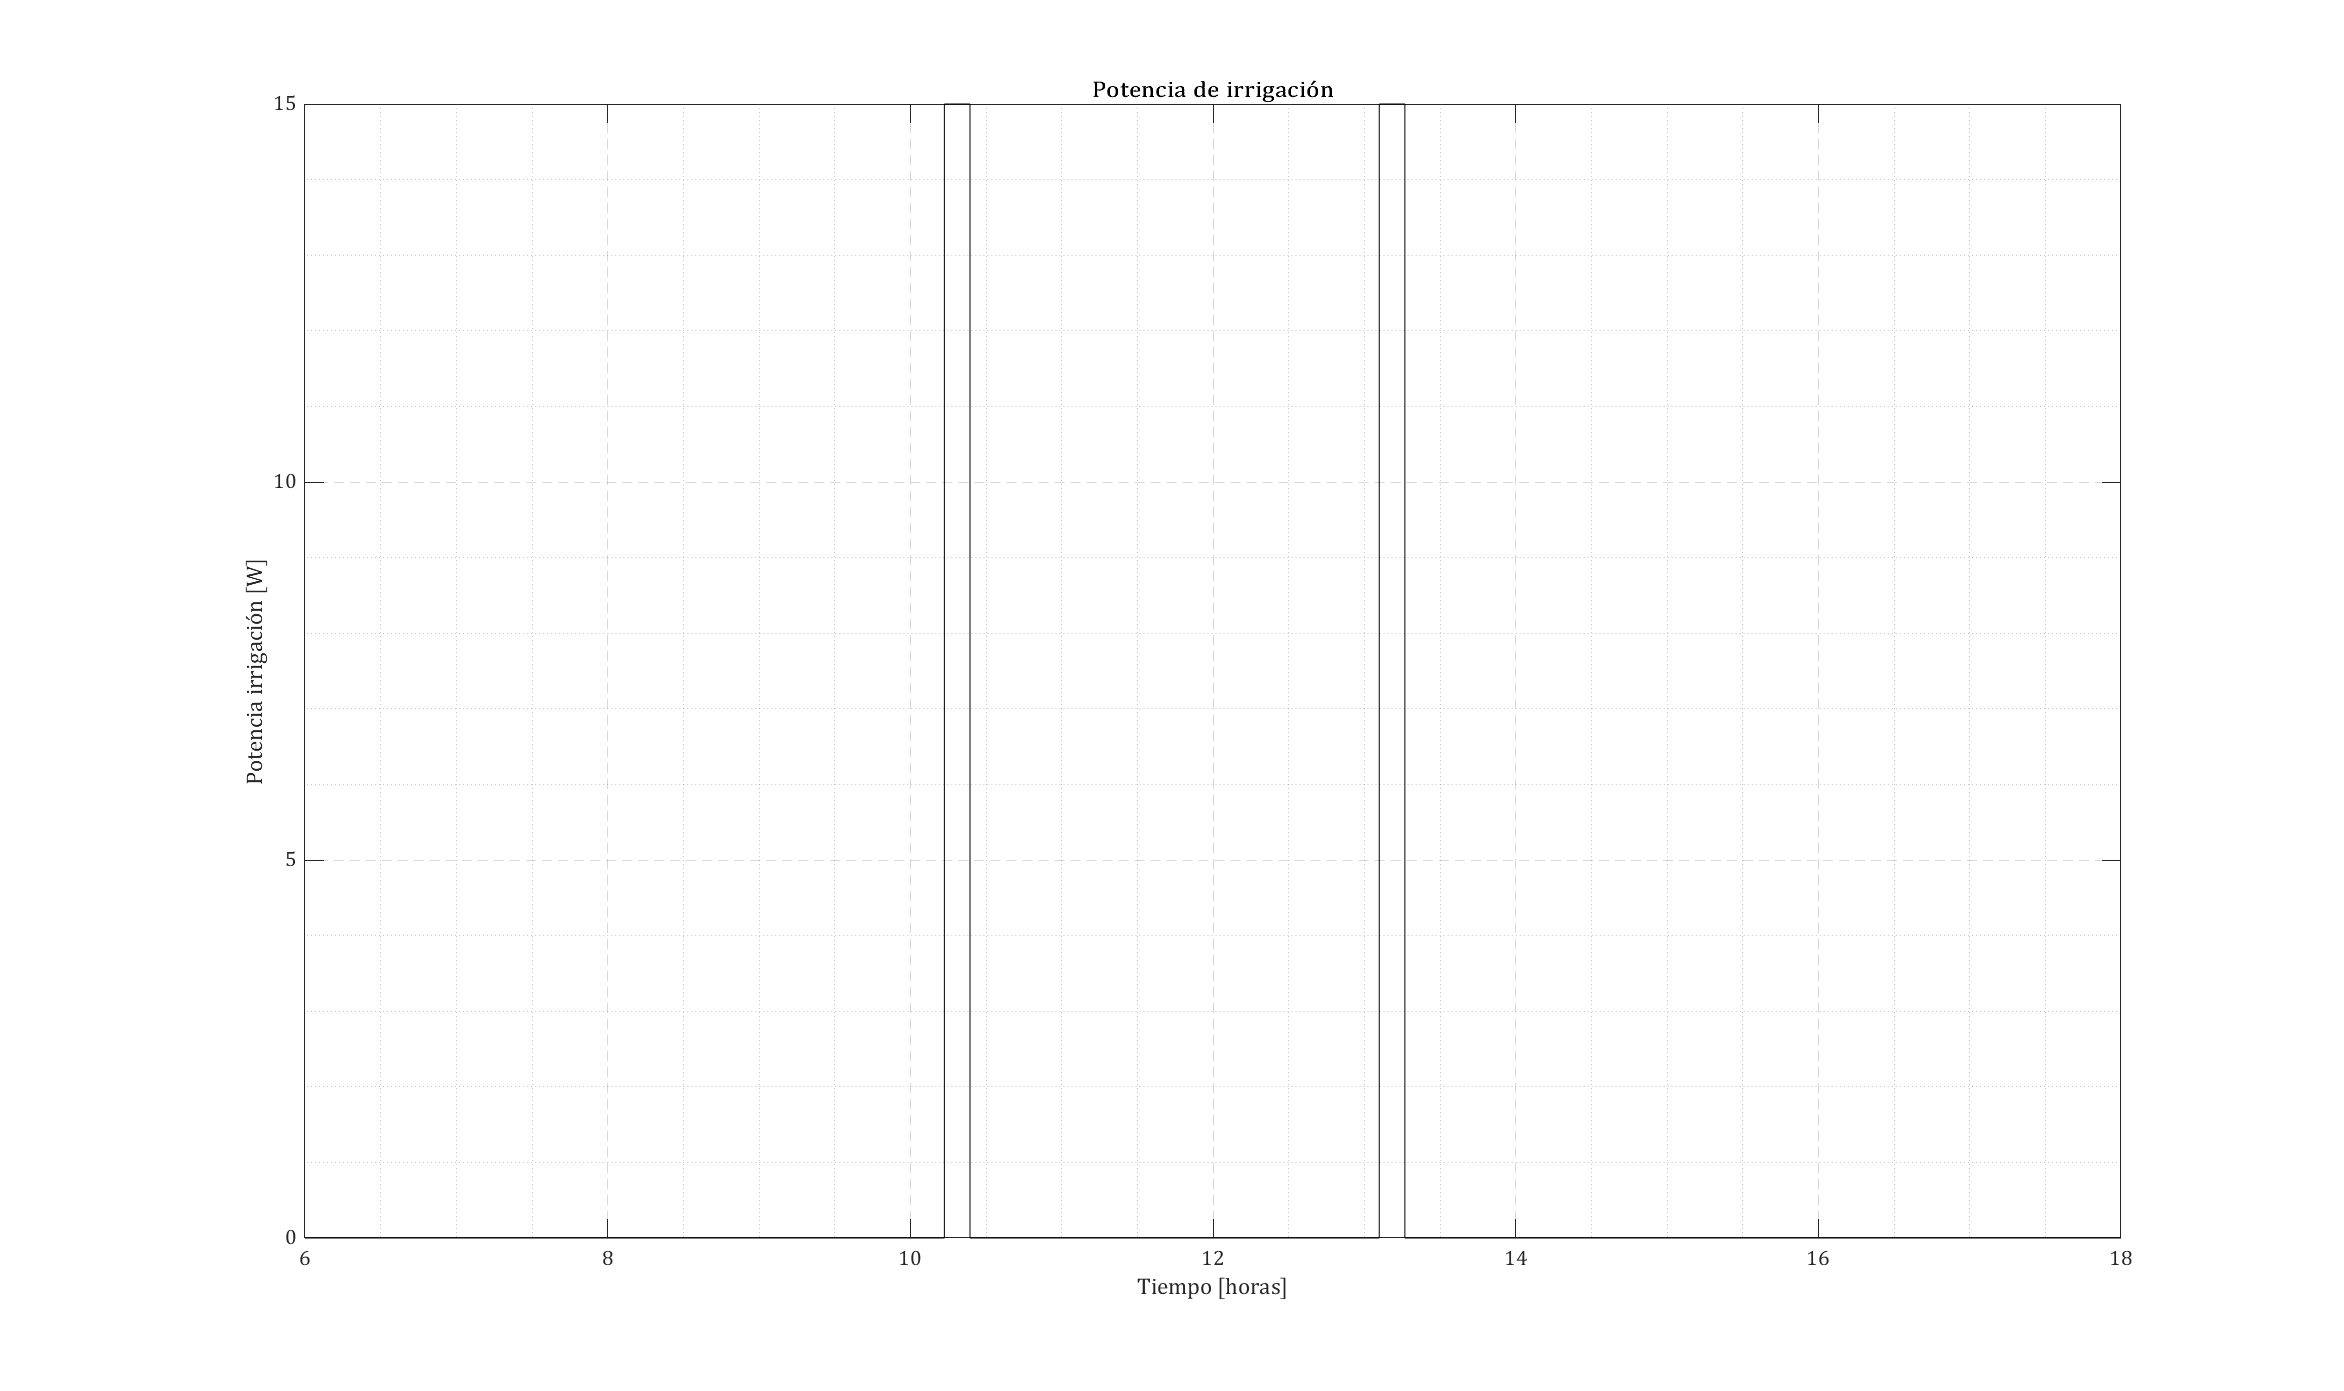 Potencia de irrigación
15
10
5
0
Potencia irrigación [W]
6 8 10 12 14 16 18
Tiempo [horas]